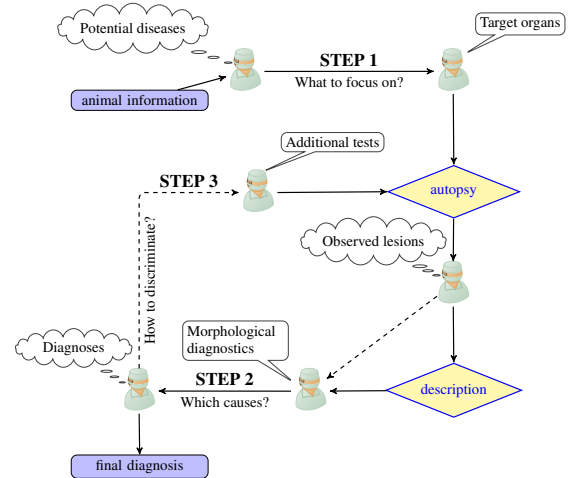 Potential diseases
Target organs
STEP 1
What to focus on?
animal information
Additional tests
STEP 3
autopsy
How to discriminate?
Observed lesions
Morphological
diagnostics
Diagnoses
STEP 2
Which causes?
description
final diagnosis